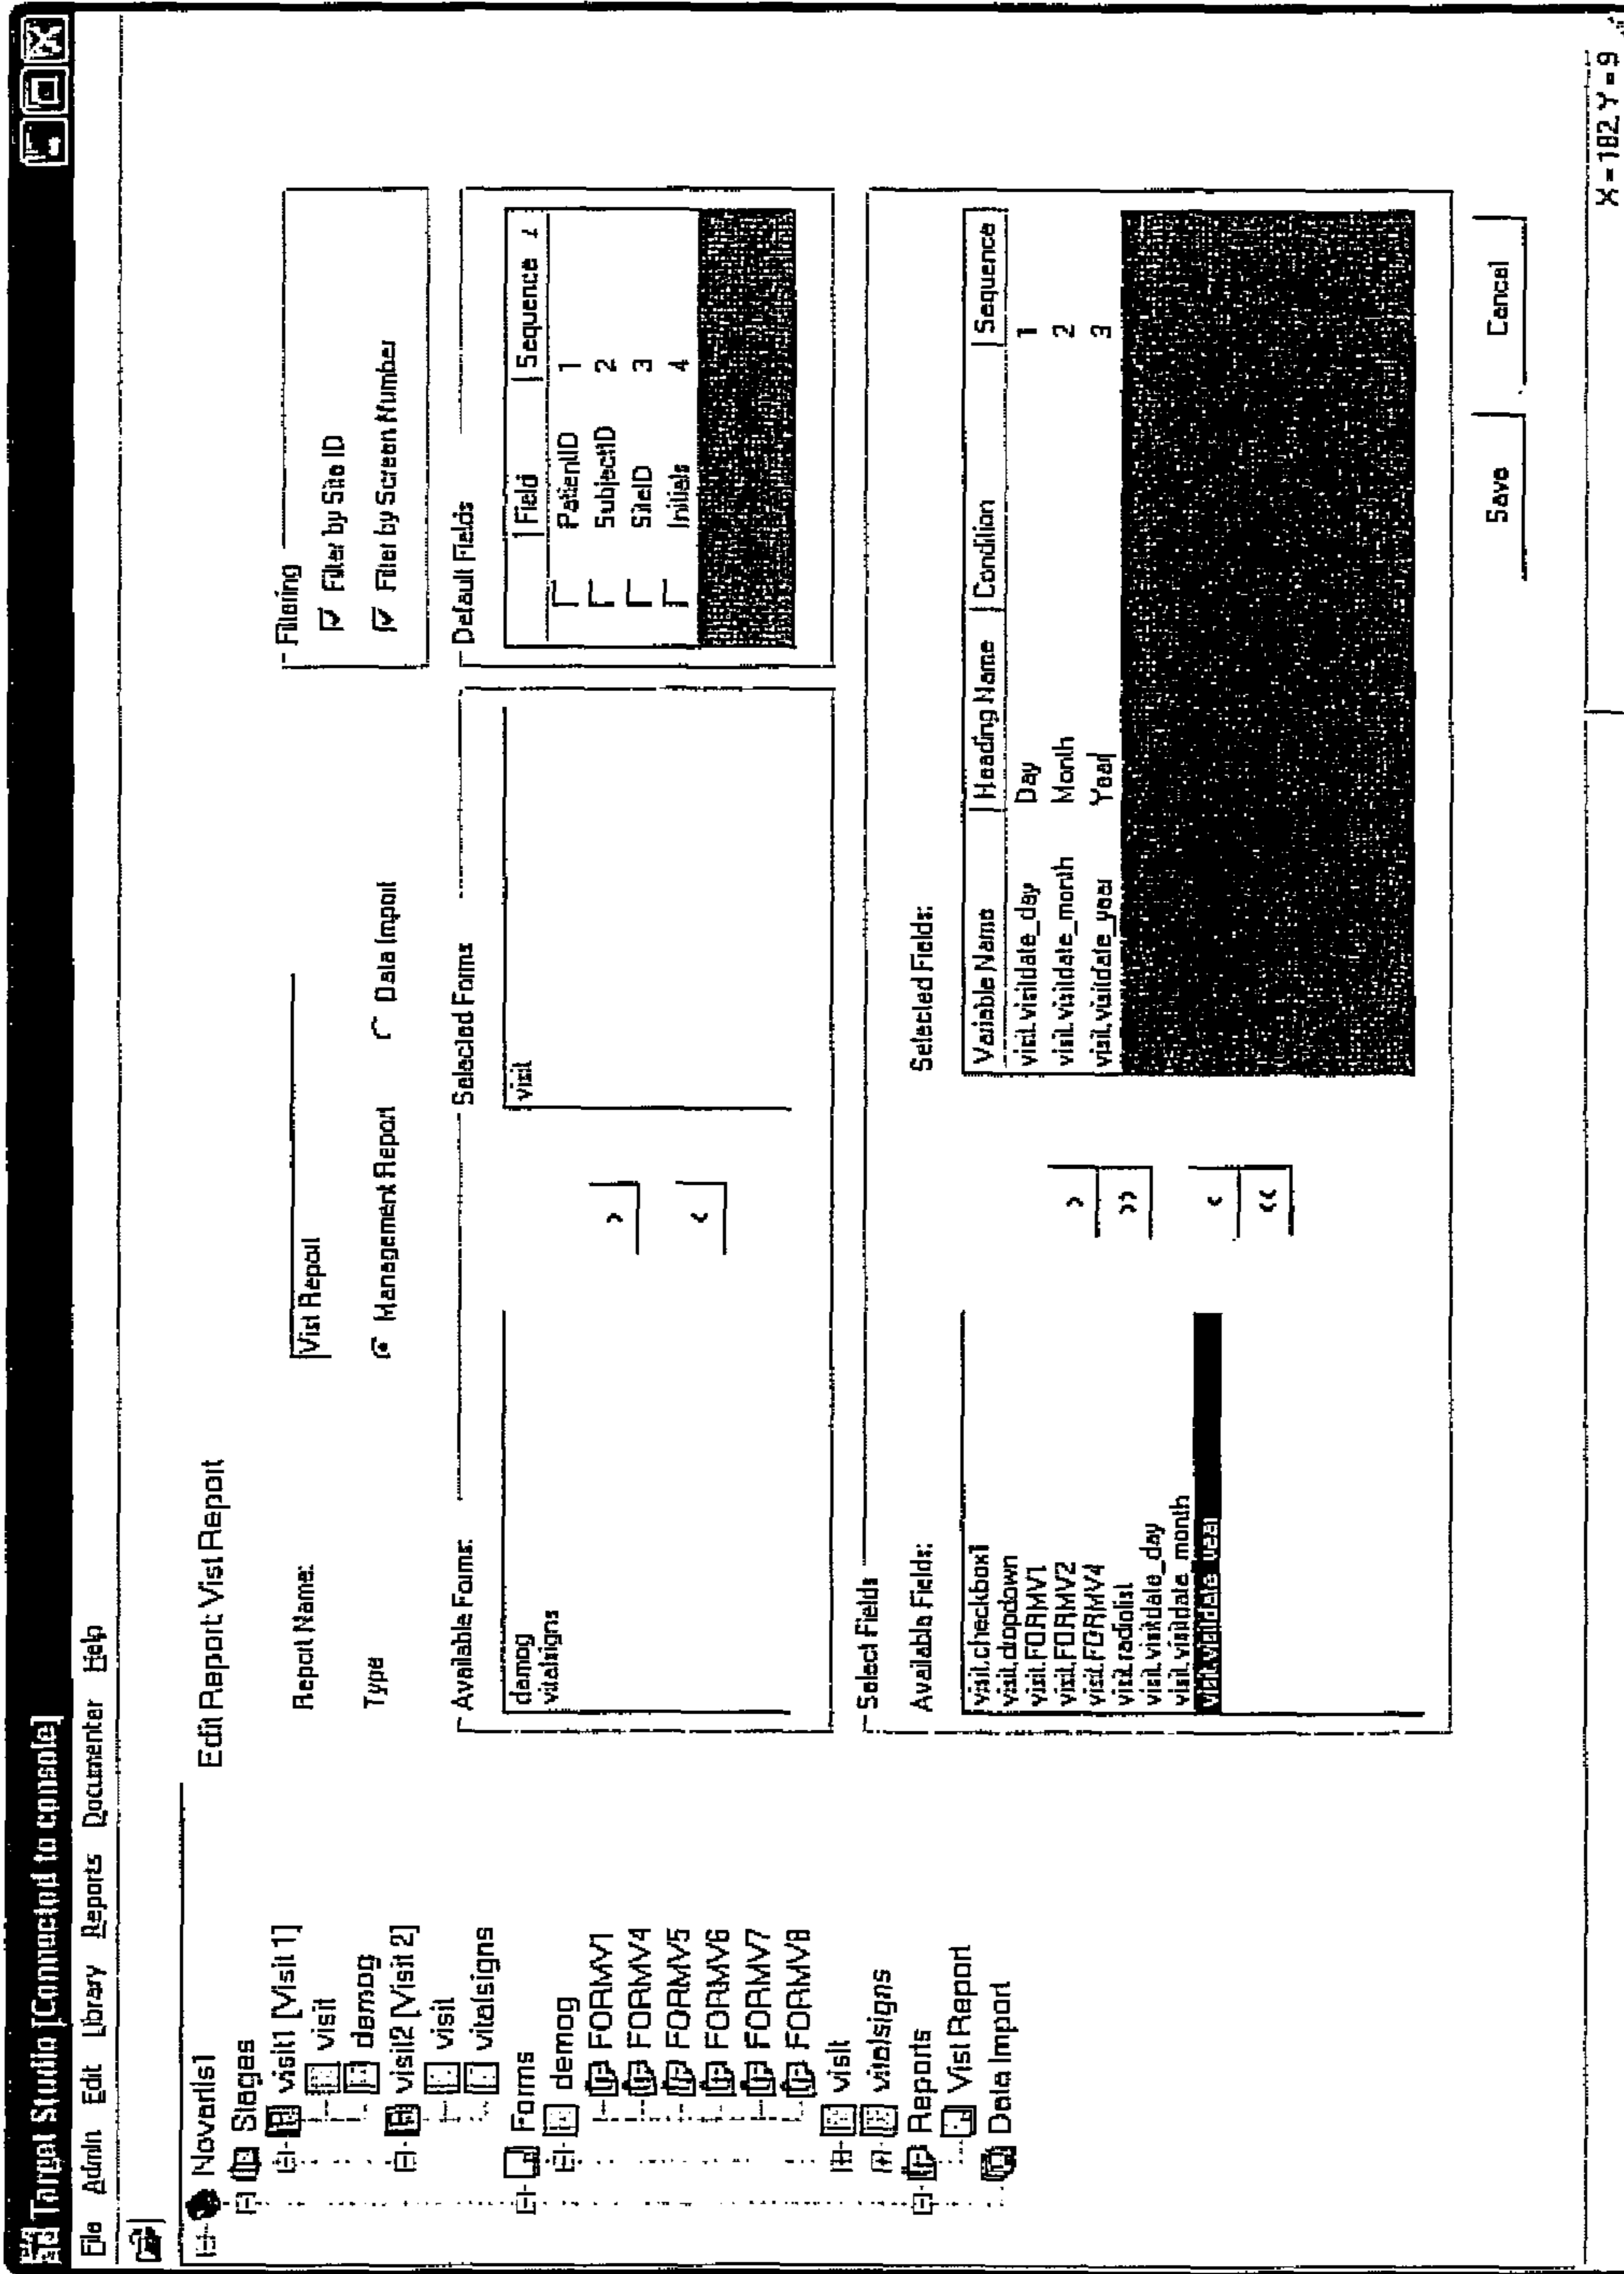 Target Studio [Connected to console]
File Admin Edit Library Reports Documenter Help
Novartis1
Stages
visit1 [Visit 1]
visit
demog
visit2 [Visit 2]
visit
vitalsigns
Forms
demog
FORMV1
FORMV4
FORMV5
FORMV6
FORMV7
FORMV8
visit
vitalsigns
Reports
Vist Report
Data Import
Edit Report Vist Report
Report Name:
Vist Report
Type
Management Report
Data Import
Filtering
Filter by Site ID
Filter by Screen Number
Available Forms:
demog
vitalsigns
>
<
Selected Forms
visit
Default Fields
Field Sequence
PatientID 1
SubjectID 2
SiteID 3
Initials 4
Select Fields
Available Fields:
visit.checkbox1
visit.dropdown
visit.FORMV1
visit.FORMV2
visit.FORMV4
visit.radiolist
visit.visitdate_day
visit.visitdate_month
visit.visitdate_year
>
>>
<
<<
Selected Fields:
Variable Name Heading Name Condition Sequence
visit.visitdate_day Day 1
visit.visitdate_month Month 2
visit.visitdate_year Year 3
Save Cancel
X = 182 Y = 9